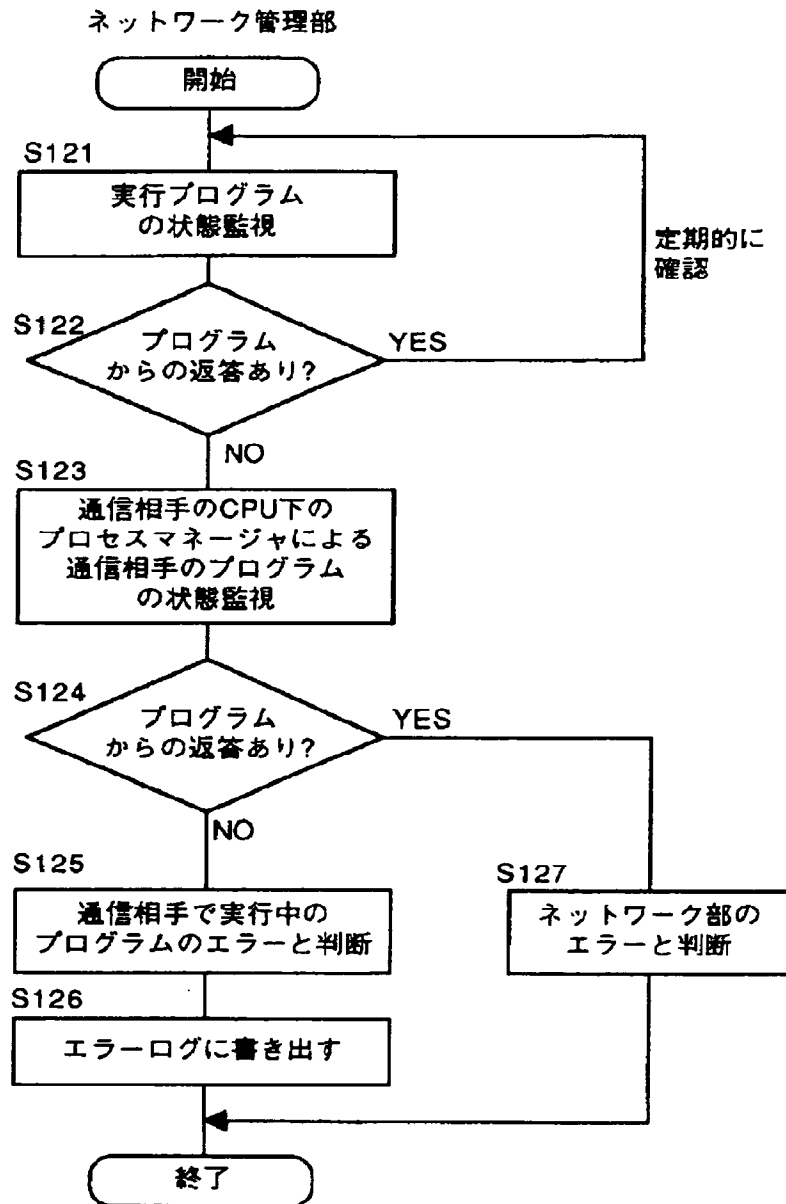 ネットワーク管理部
開始
S121
実行プログラム
の状態監視
定期的に
確認
S122
プログラム
からの返答あり?
YES
NO
S123
通信相手のCPU下の
プロセスマネージャによる
通信相手のプログラム
の状態監視
S124
プログラム
からの返答あり?
YES
NO
S125
通信相手で実行中の
プログラムのエラーと判断
S127
ネットワーク部の
エラーと判断
S126
エラーログに書き出す
終了